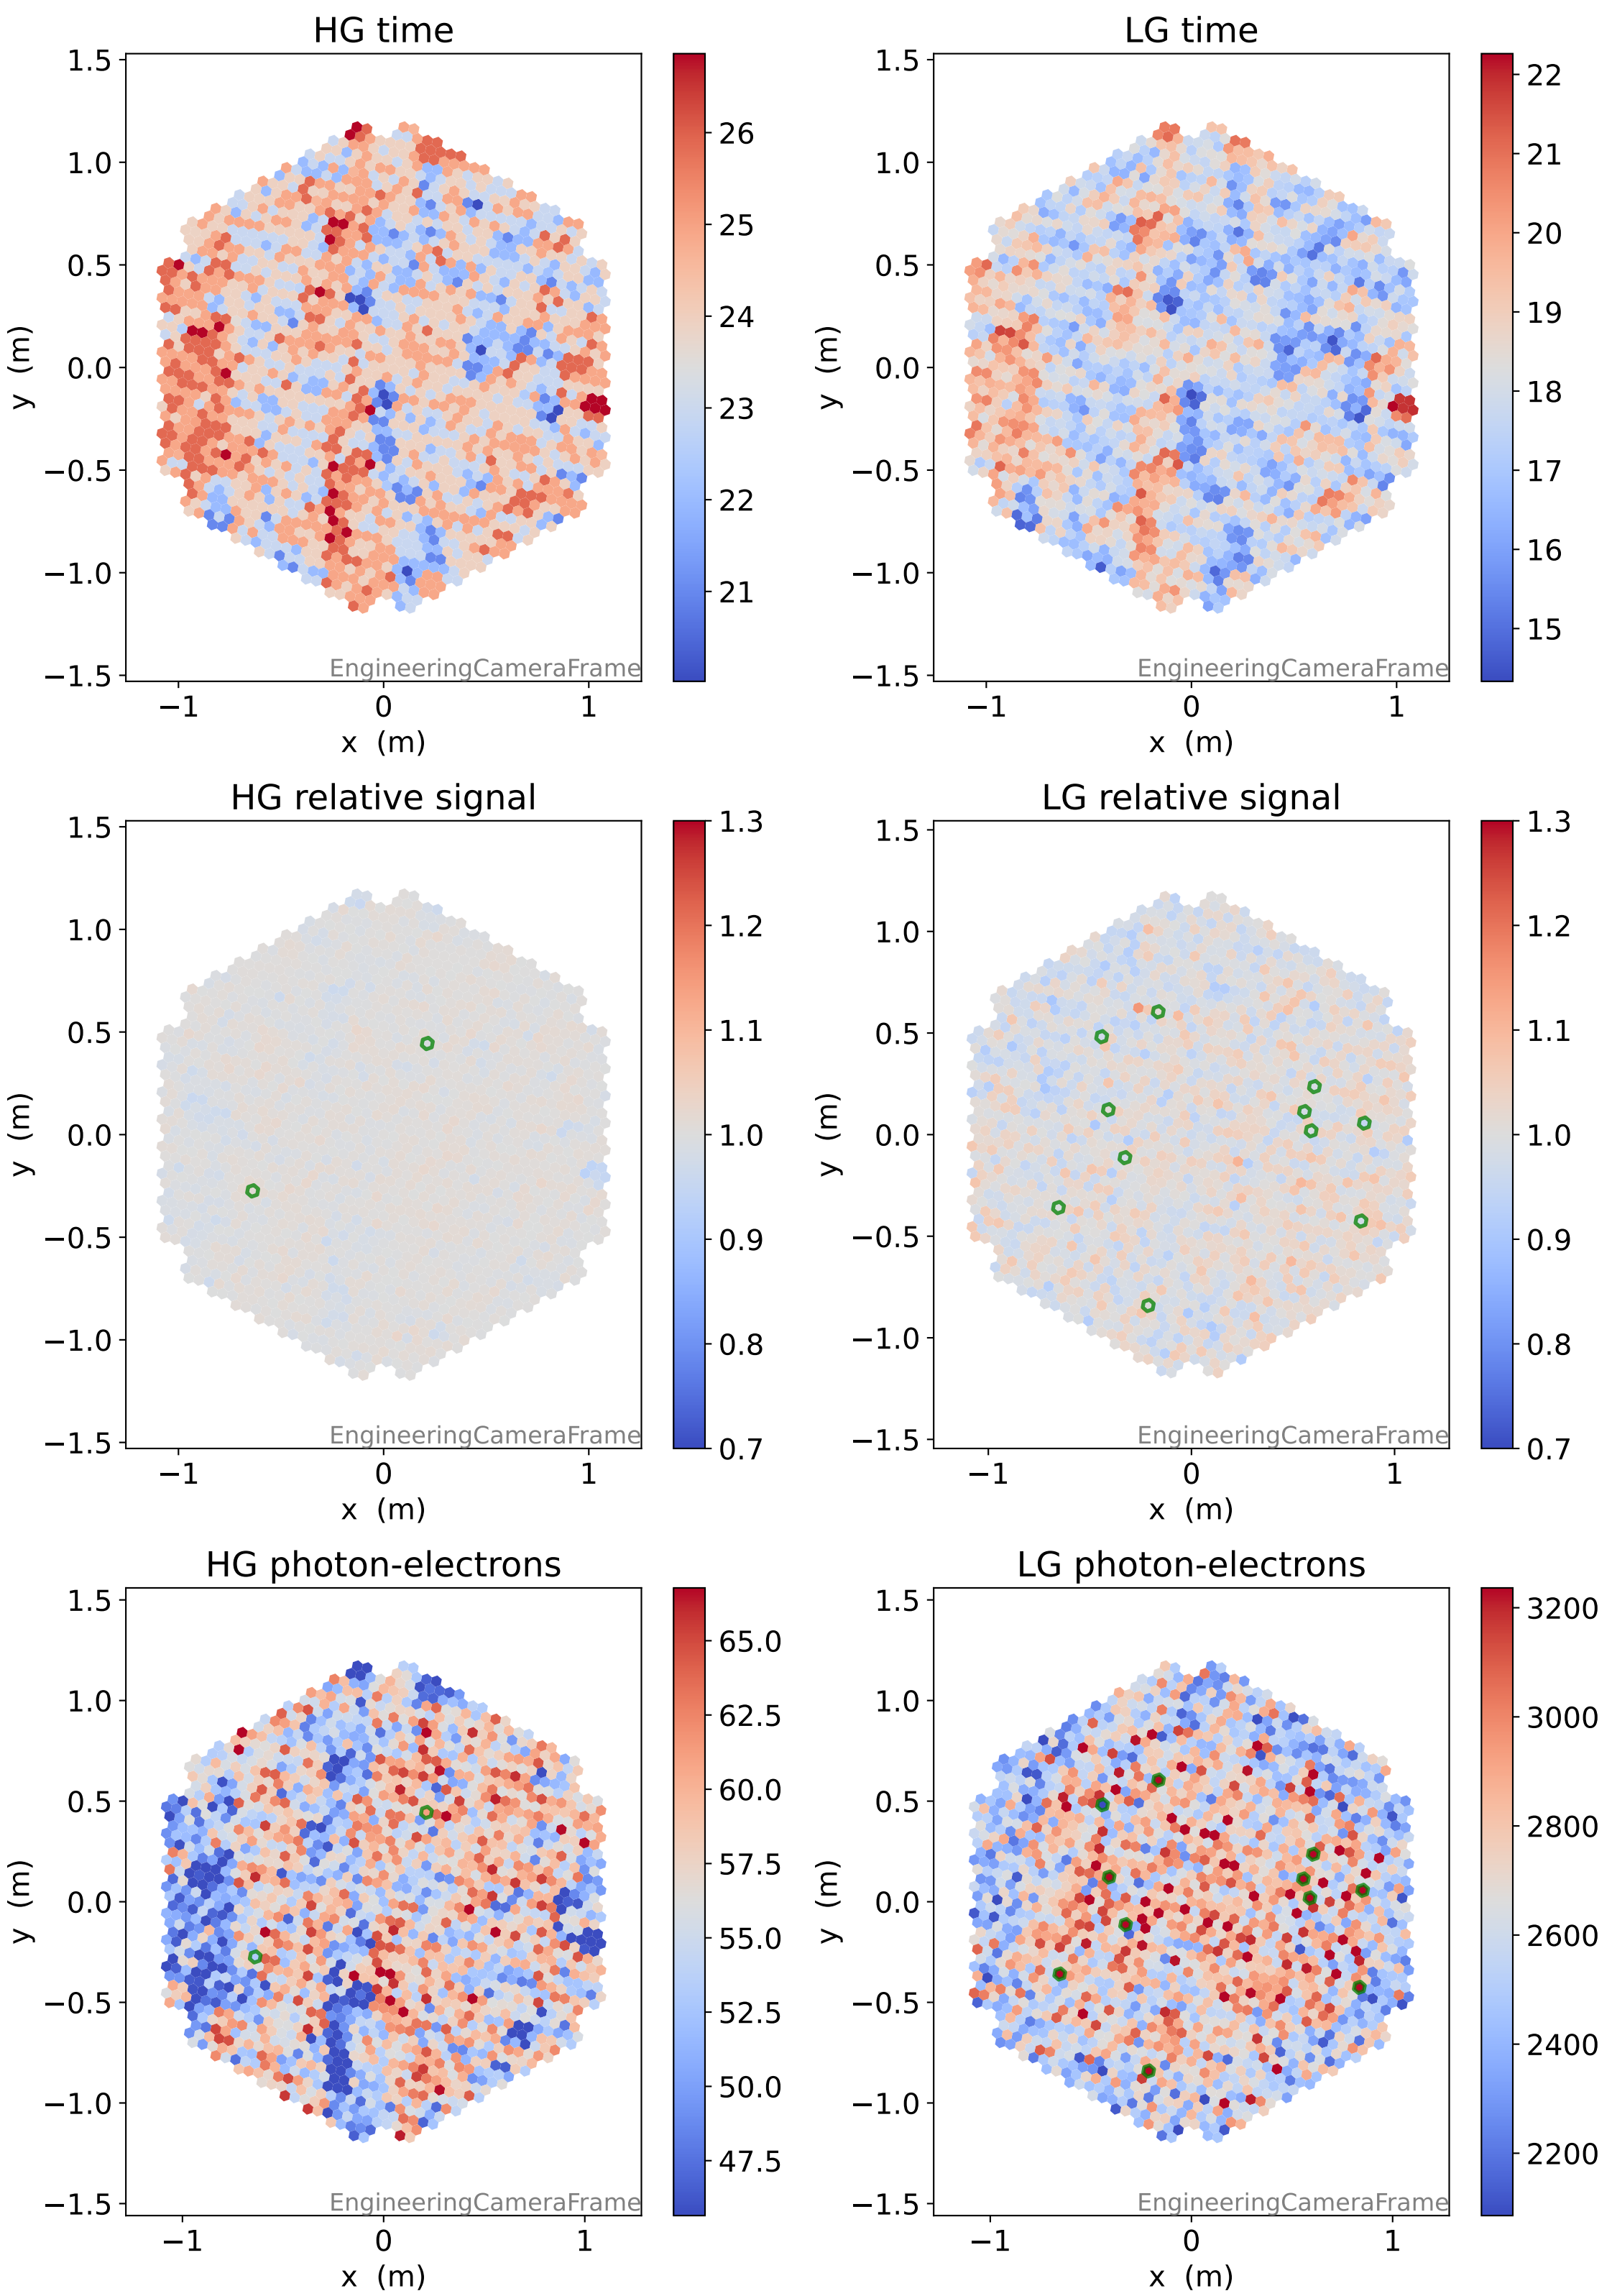 HG time
1.5
1.0
0.5
0.0
−0.5
−1.0
−1.5
y (m)
EngineeringCameraFrame
−1 0 1
x (m)
26
25
24
23
22
21
LG time
1.5
1.0
0.5
0.0
−0.5
−1.0
−1.5
y (m)
EngineeringCameraFrame
−1 0 1
x (m)
22
21
20
19
18
17
16
15
HG relative signal
1.5
1.0
0.5
0.0
−0.5
−1.0
−1.5
y (m)
EngineeringCameraFrame
−1 0 1
x (m)
1.3
1.2
1.1
1.0
0.9
0.8
0.7
LG relative signal
1.5
1.0
0.5
0.0
−0.5
−1.0
−1.5
y (m)
EngineeringCameraFrame
−1 0 1
x (m)
1.3
1.2
1.1
1.0
0.9
0.8
0.7
HG photon-electrons
1.5
1.0
0.5
0.0
−0.5
−1.0
−1.5
y (m)
EngineeringCameraFrame
−1 0 1
x (m)
65.0
62.5
60.0
57.5
55.0
52.5
50.0
47.5
LG photon-electrons
1.5
1.0
0.5
0.0
−0.5
−1.0
−1.5
y (m)
EngineeringCameraFrame
−1 0 1
x (m)
3200
3000
2800
2600
2400
2200